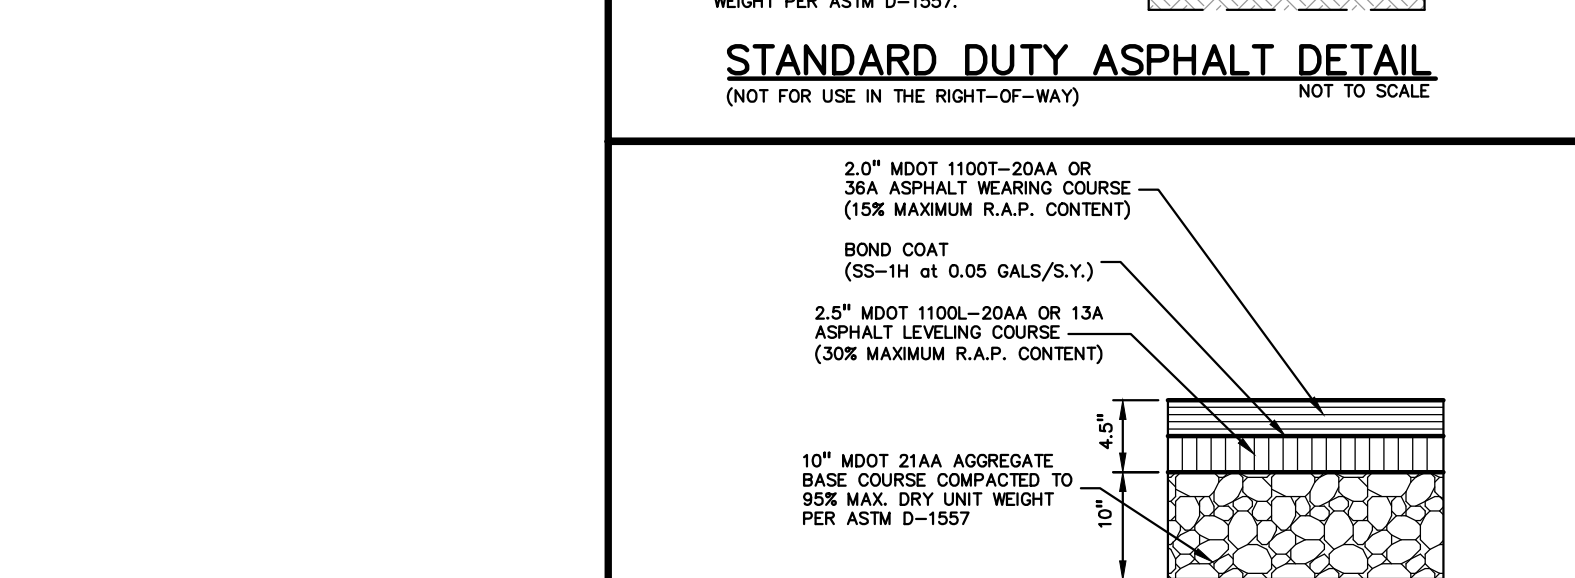 WEIGHT PER ASTM D-1557.
STANDARD DUTY ASPHALT DETAIL
(NOT FOR USE IN THE RIGHT-OF-WAY)
NOT TO SCALE
2.0" MDOT 1100T-20AA OR
36A ASPHALT WEARING COURSE
(15% MAXIMUM R.A.P. CONTENT)
BOND COAT
(SS-1H at 0.05 GALS/S.Y.)
2.5" MDOT 1100L-20AA OR 13A
ASPHALT LEVELING COURSE
(30% MAXIMUM R.A.P. CONTENT)
4.5"
10" MDOT 21AA AGGREGATE
BASE COURSE COMPACTED TO
95% MAX. DRY UNIT WEIGHT
PER ASTM D-1557
10"